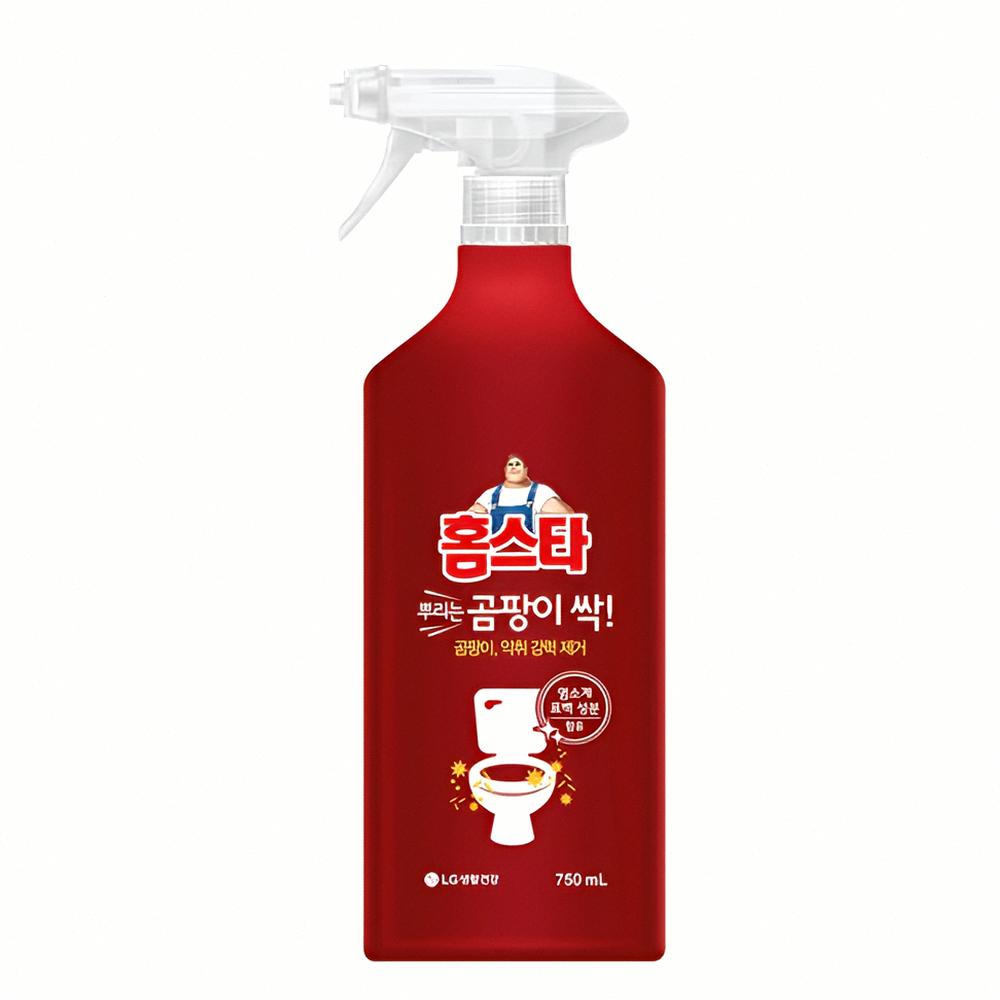 홈스타
뿌리는 곰팡이 싹!
곰팡이, 악취 강력 제거
염소계
표백 성분
함유
LG생활건강
750 mL